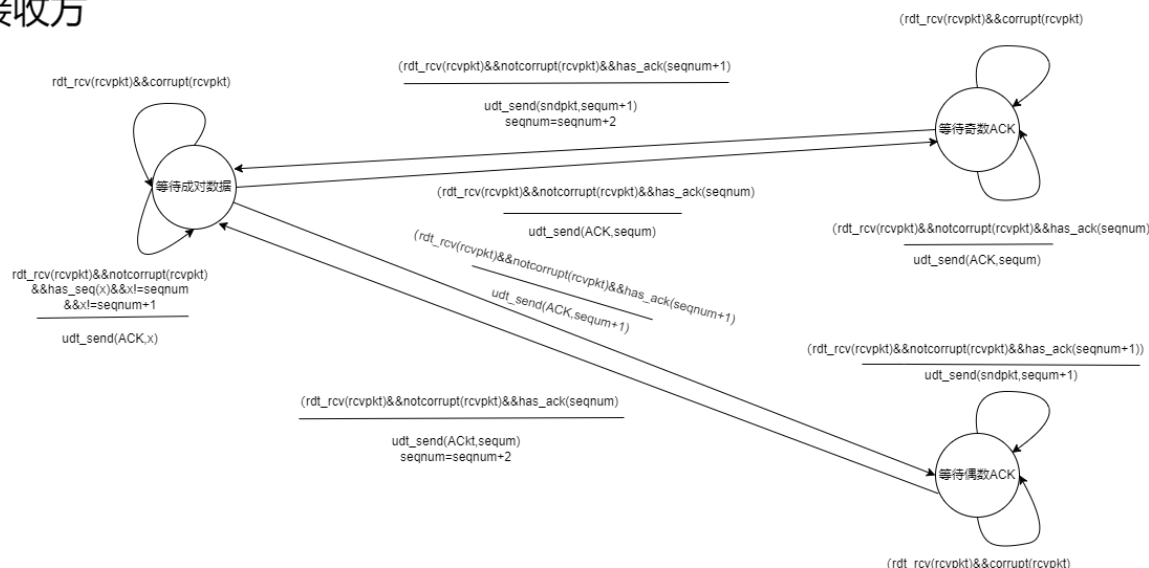 接收方
(rdt_rcv(rcvpkt)&&corrupt(rcvpkt)
(rdt_rcv(rcvpkt)&&notcorrupt(rcvpkt)&&has_ack(seqnum+1)
rdt_rcv(rcvpkt)&&corrupt(rcvpkt)
udt_send(sndpkt,sequm+1)
seqnum=seqnum+2
等待奇数ACK
等待成对数据
(rdt_rcv(rcvpkt)&&notcorrupt(rcvpkt)&&has_ack(seqnum)
udt_send(ACK,sequm)
(rdt_rcv(rcvpkt)&&notcorrupt(rcvpkt)&&has_ack(seqnum)
udt_send(ACK,sequm)
(rdt_rcv(rcvpkt)&&notcorrupt(rcvpkt)&&has_ack(seqnum+1)
udt_send(ACK,sequm+1)
rdt_rcv(rcvpkt)&&notcorrupt(rcvpkt)
&&has_seq(x)&&x!=seqnum
&&x!=seqnum+1
udt_send(ACK,x)
(rdt_rcv(rcvpkt)&&notcorrupt(rcvpkt)&&has_ack(seqnum+1))
udt_send(sndpkt,sequm+1)
(rdt_rcv(rcvpkt)&&notcorrupt(rcvpkt)&&has_ack(seqnum)
udt_send(ACkt,sequm)
seqnum=seqnum+2
等待偶数ACK
(rdt_rcv(rcvpkt)&&corrupt(rcvpkt)